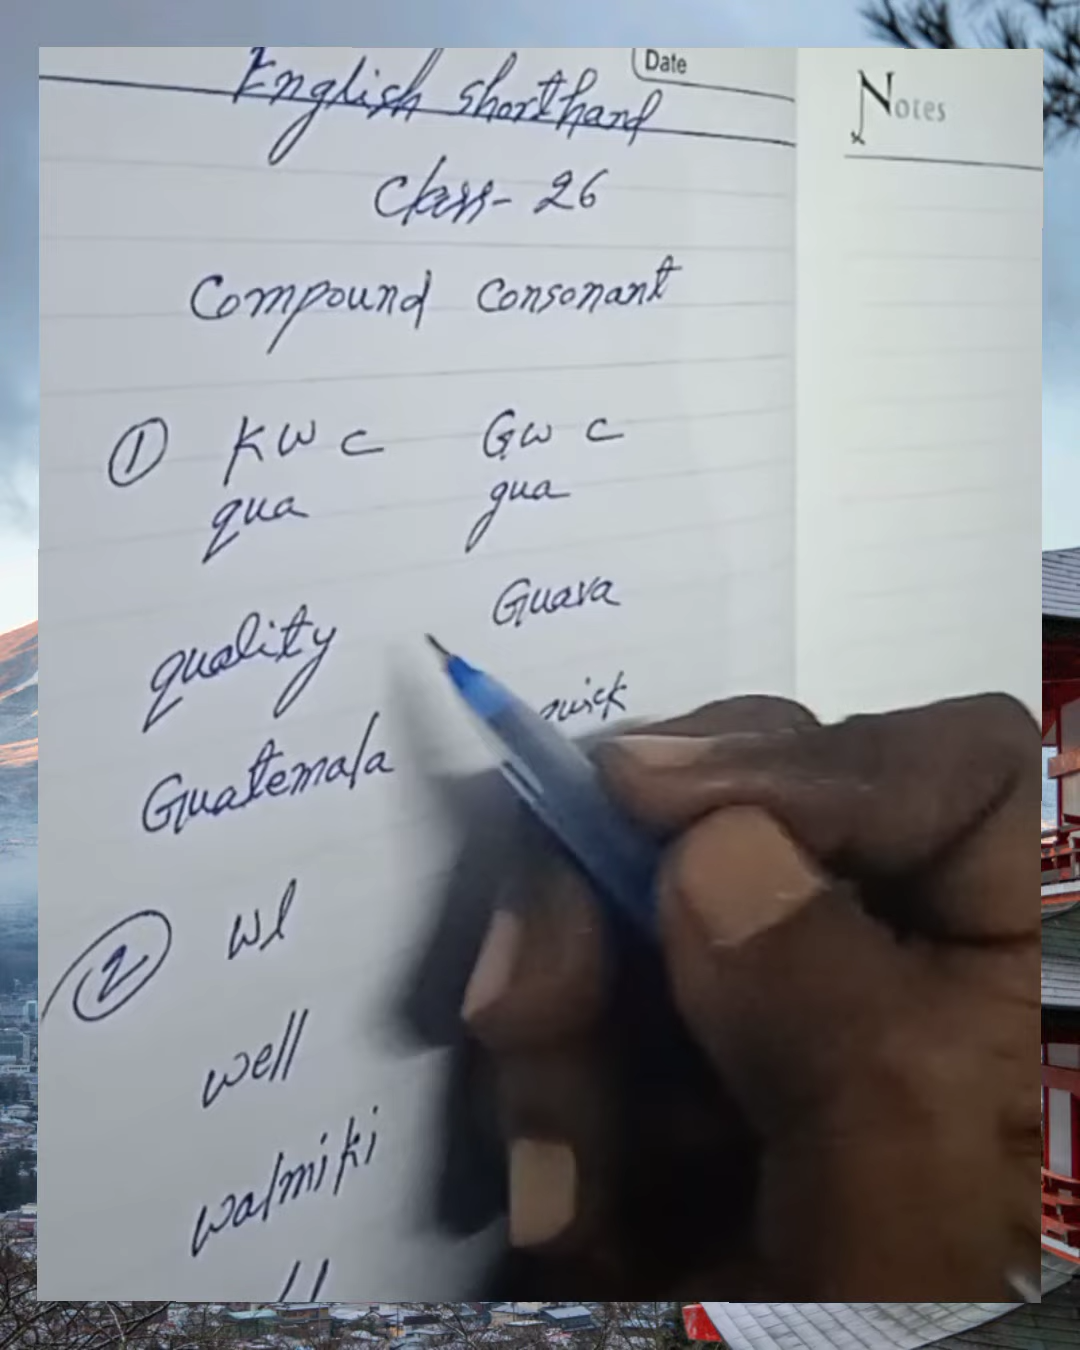 Date
Notes
English shorthand
Class- 26
Compound consonant
① KW c GW c
qua gua
quality Guava
Guatemala
② wl
well
walmiki